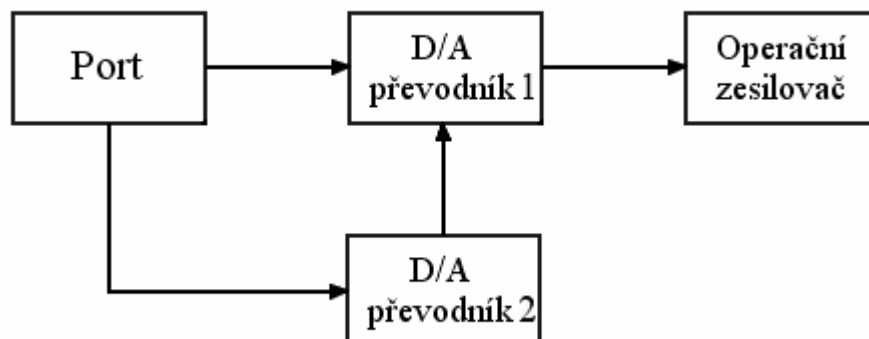 Port
D/A
převodník 1
Operační
zesilovač
D/A
převodník 2